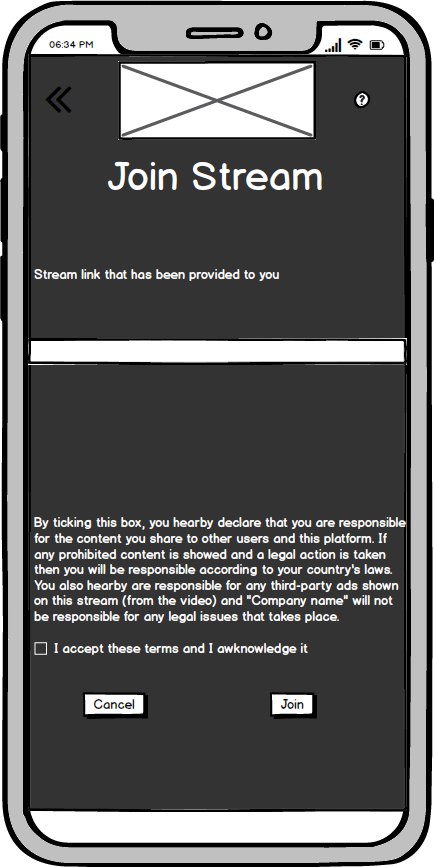 06:34 PM
?
Join Stream
Stream link that has been provided to you
By ticking this box, you hearby declare that you are responsible
for the content you share to other users and this platform. If
any prohibited content is showed and a legal action is taken
then you will be responsible according to your country's laws.
You also hearby are responsible for any third-party ads shown
on this stream (from the video) and "Company name" will not
be responsible for any legal issues that takes place.
I accept these terms and I awknowledge it
Cancel
Join